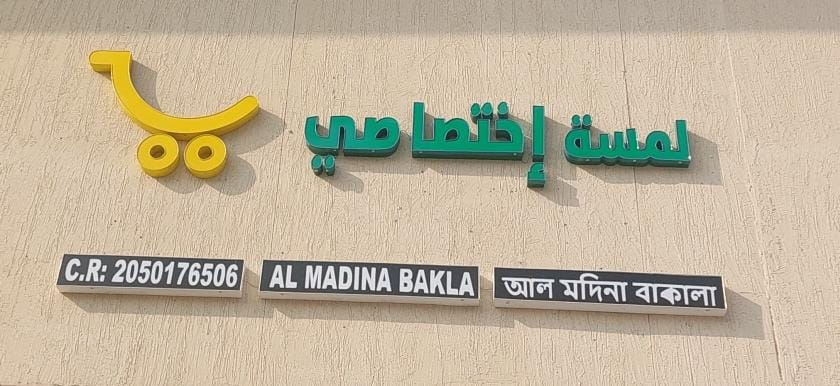 لمسة إختصاصي
C.R: 2050176506 AL MADINA BAKLA আল মদিনা বাকালা